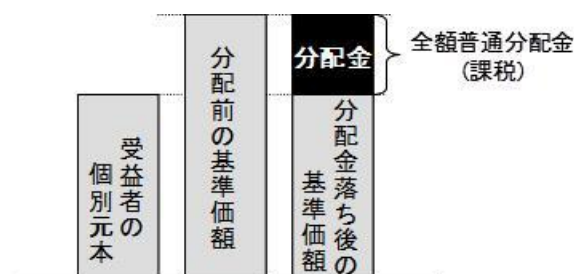 受益者の
個別元本
分配前の基準価額
分配金
分配金落ち後の
基準価額
全額普通分配金
(課税)